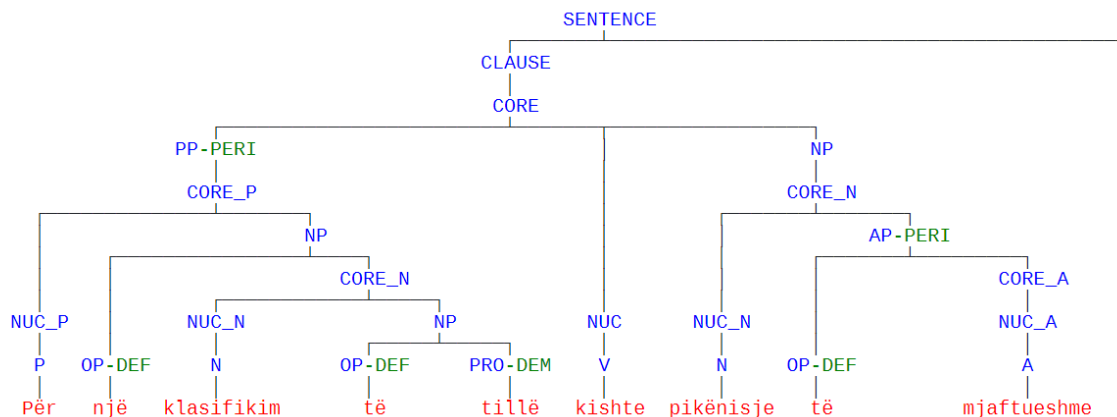 SENTENCE
CLAUSE
CORE
PP-PERI NP
CORE_P CORE_N
NP AP-PERI
CORE_N CORE_A
NUC_P NUC_N NP NUC NUC_N NUC_A
P OP-DEF N OP-DEF PRO-DEM V N OP-DEF A
Për një klasifikim të tillë kishte pikënisje të mjaftueshme